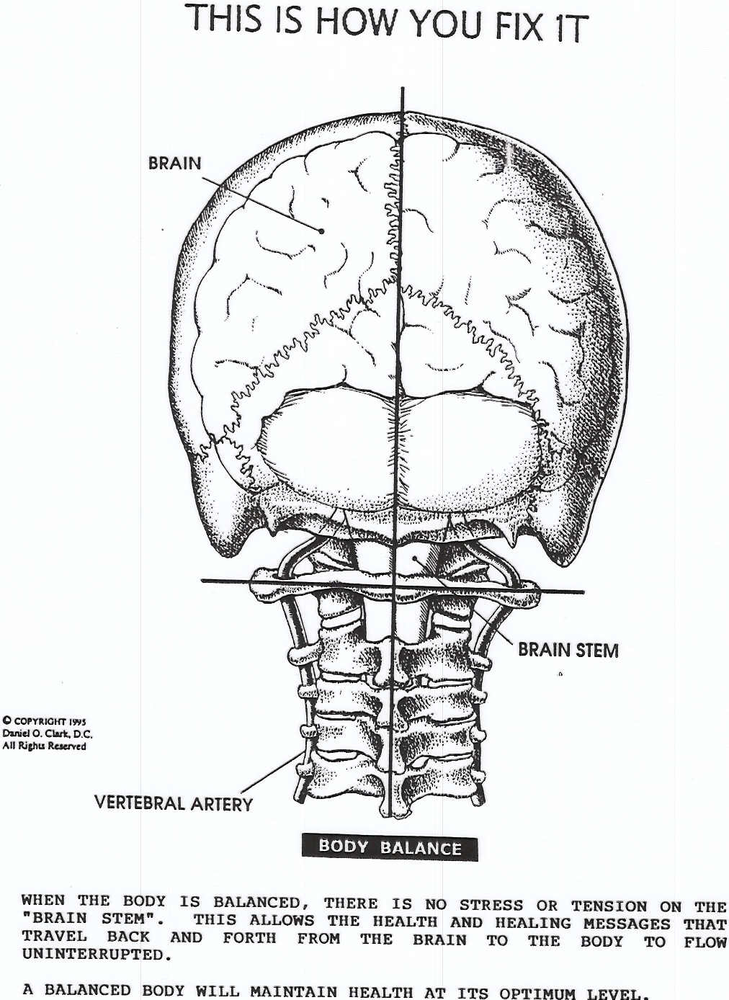 THIS IS HOW YOU FIX IT
BRAIN
BRAIN STEM
© COPYRIGHT 1995
Daniel O. Clark, D.C.
All Rights Reserved
VERTEBRAL ARTERY
BODY BALANCE
WHEN THE BODY IS BALANCED, THERE IS NO STRESS OR TENSION ON THE
"BRAIN STEM". THIS ALLOWS THE HEALTH AND HEALING MESSAGES THAT
TRAVEL BACK AND FORTH FROM THE BRAIN TO THE BODY TO FLOW
UNINTERRUPTED.
A BALANCED BODY WILL MAINTAIN HEALTH AT ITS OPTIMUM LEVEL.